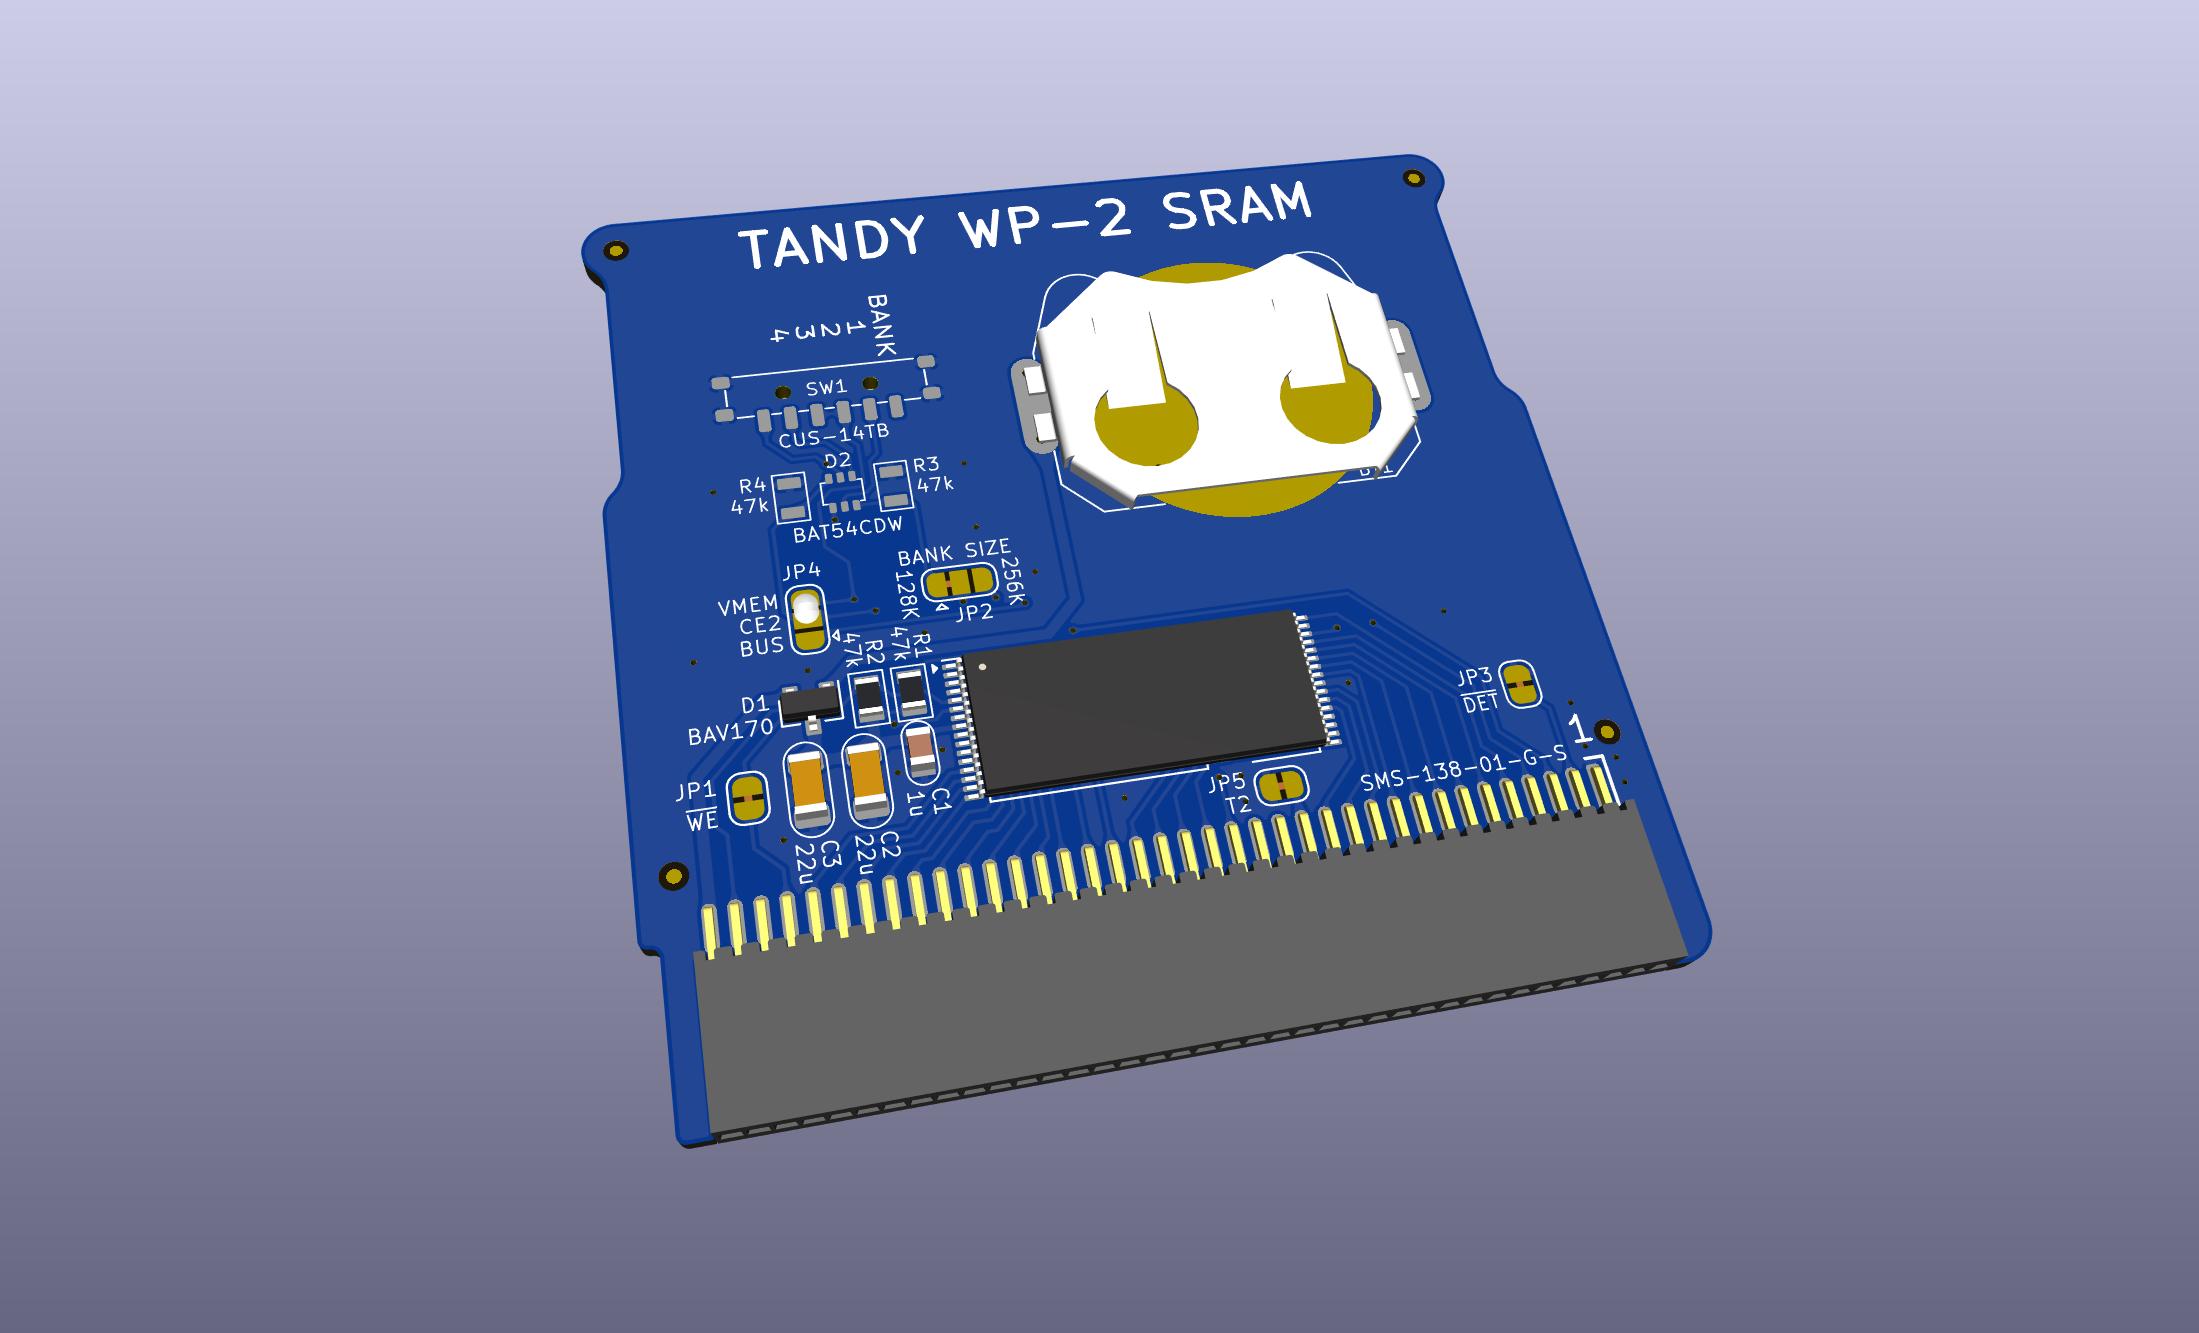 TANDY WP-2 SRAM
BANK
1 2 3 4
SW1
CUS-14TB
D2
R4
47k
R3
47k
BAT54CDW
BANK SIZE
128K
256K
JP2
JP4
VMEM
CE2
BUS
47k
R2
47k
R1
D1
BAV170
JP3
DET
1
SMS-138-01-G-S
JP1
WE
JP5
T2
1u
C1
22u
C3
22u
C2